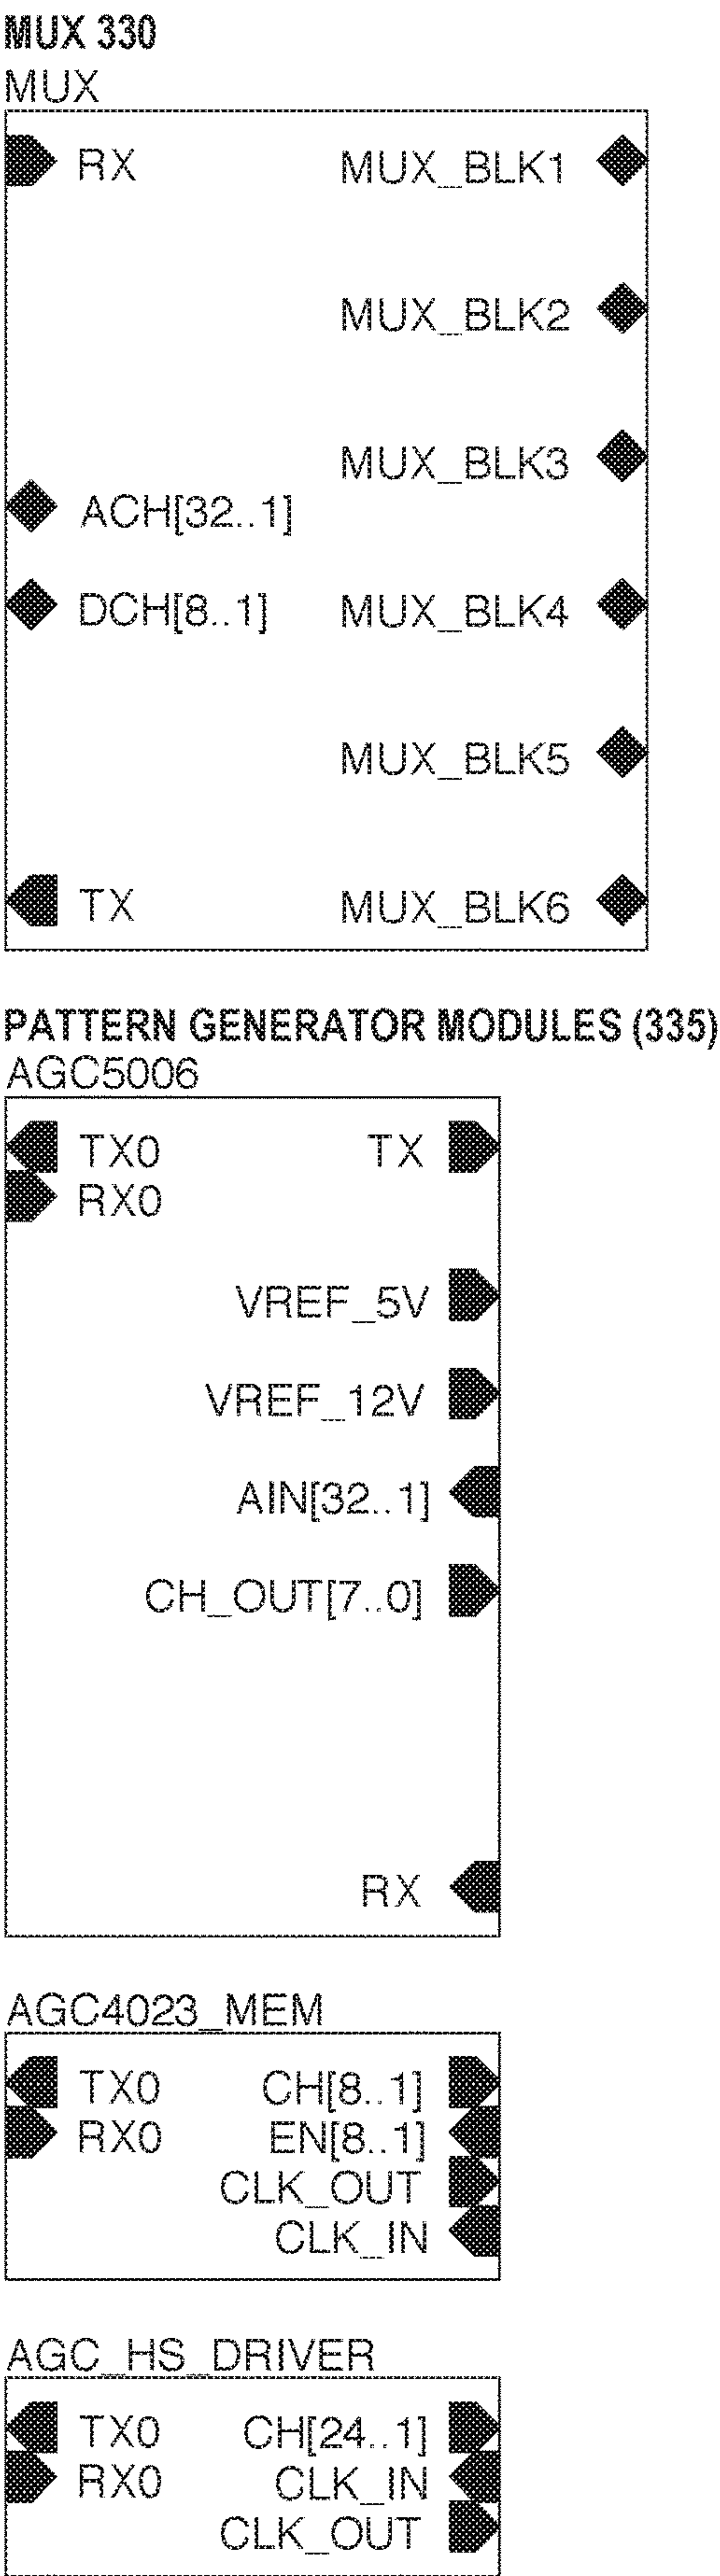 MUX 330
MUX
RX MUX_BLK1
MUX_BLK2
MUX_BLK3
ACH[32..1]
DCH[8..1] MUX_BLK4
MUX_BLK5
TX MUX_BLK6
PATTERN GENERATOR MODULES (335)
AGC5006
TX0 TX
RX0
VREF_5V
VREF_12V
AIN[32..1]
CH_OUT[7..0]
RX
AGC4023_MEM
TX0 CH[8..1]
RX0 EN[8..1]
CLK_OUT
CLK_IN
AGC_HS_DRIVER
TX0 CH[24..1]
RX0 CLK_IN
CLK_OUT